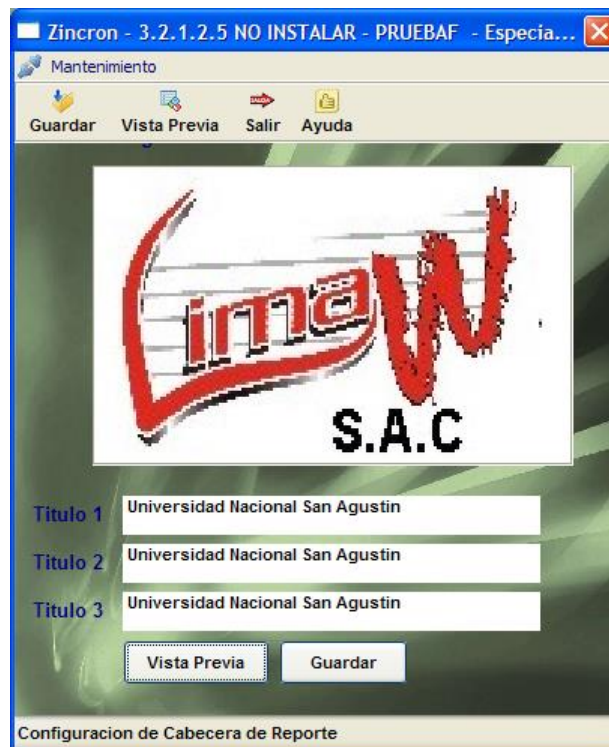 Zincron - 3.2.1.2.5 NO INSTALAR - PRUEBAF - Especia...
Mantenimiento
Guardar Vista Previa Salir Ayuda
Limaw
S.A.C
Titulo 1 Universidad Nacional San Agustin
Titulo 2 Universidad Nacional San Agustin
Titulo 3 Universidad Nacional San Agustin
Vista Previa Guardar
Configuracion de Cabecera de Reporte